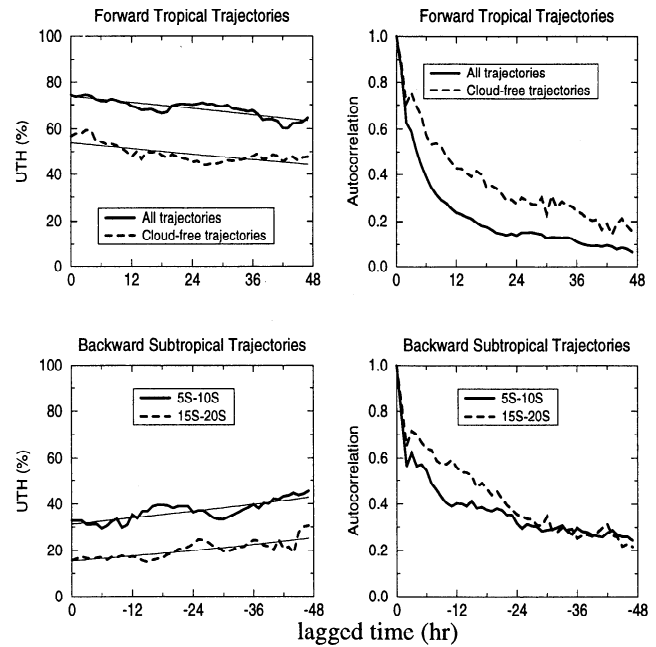 Forward Tropical Trajectories
100
80
60
40
20
0
UTH (%)
All trajectories
Cloud-free trajectories
0 12 24 36 48
Forward Tropical Trajectories
1.0
0.8
0.6
0.4
0.2
0.0
Autocorrelation
All trajectories
Cloud-free trajectories
0 12 24 36 48
Backward Subtropical Trajectories
100
80
60
40
20
0
UTH (%)
5S-10S
15S-20S
0 -12 -24 -36 -48
Backward Subtropical Trajectories
1.0
0.8
0.6
0.4
0.2
0.0
Autocorrelation
5S-10S
15S-20S
0 -12 -24 -36 -48
lagged time (hr)